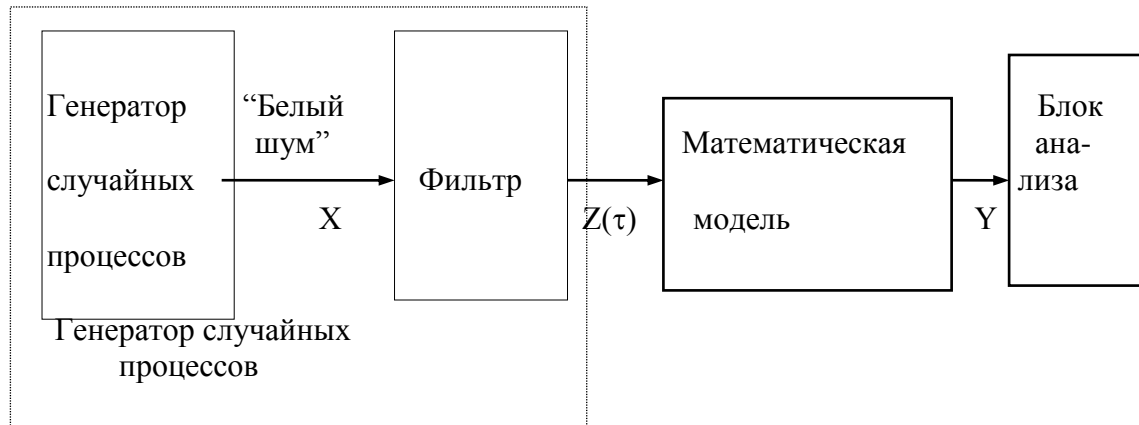 Генератор
случайных
процессов
“Белый
шум”
X
Фильтр
Z(τ)
Математическая
модель
Y
Блок
ана-
лиза
Генератор случайных
процессов